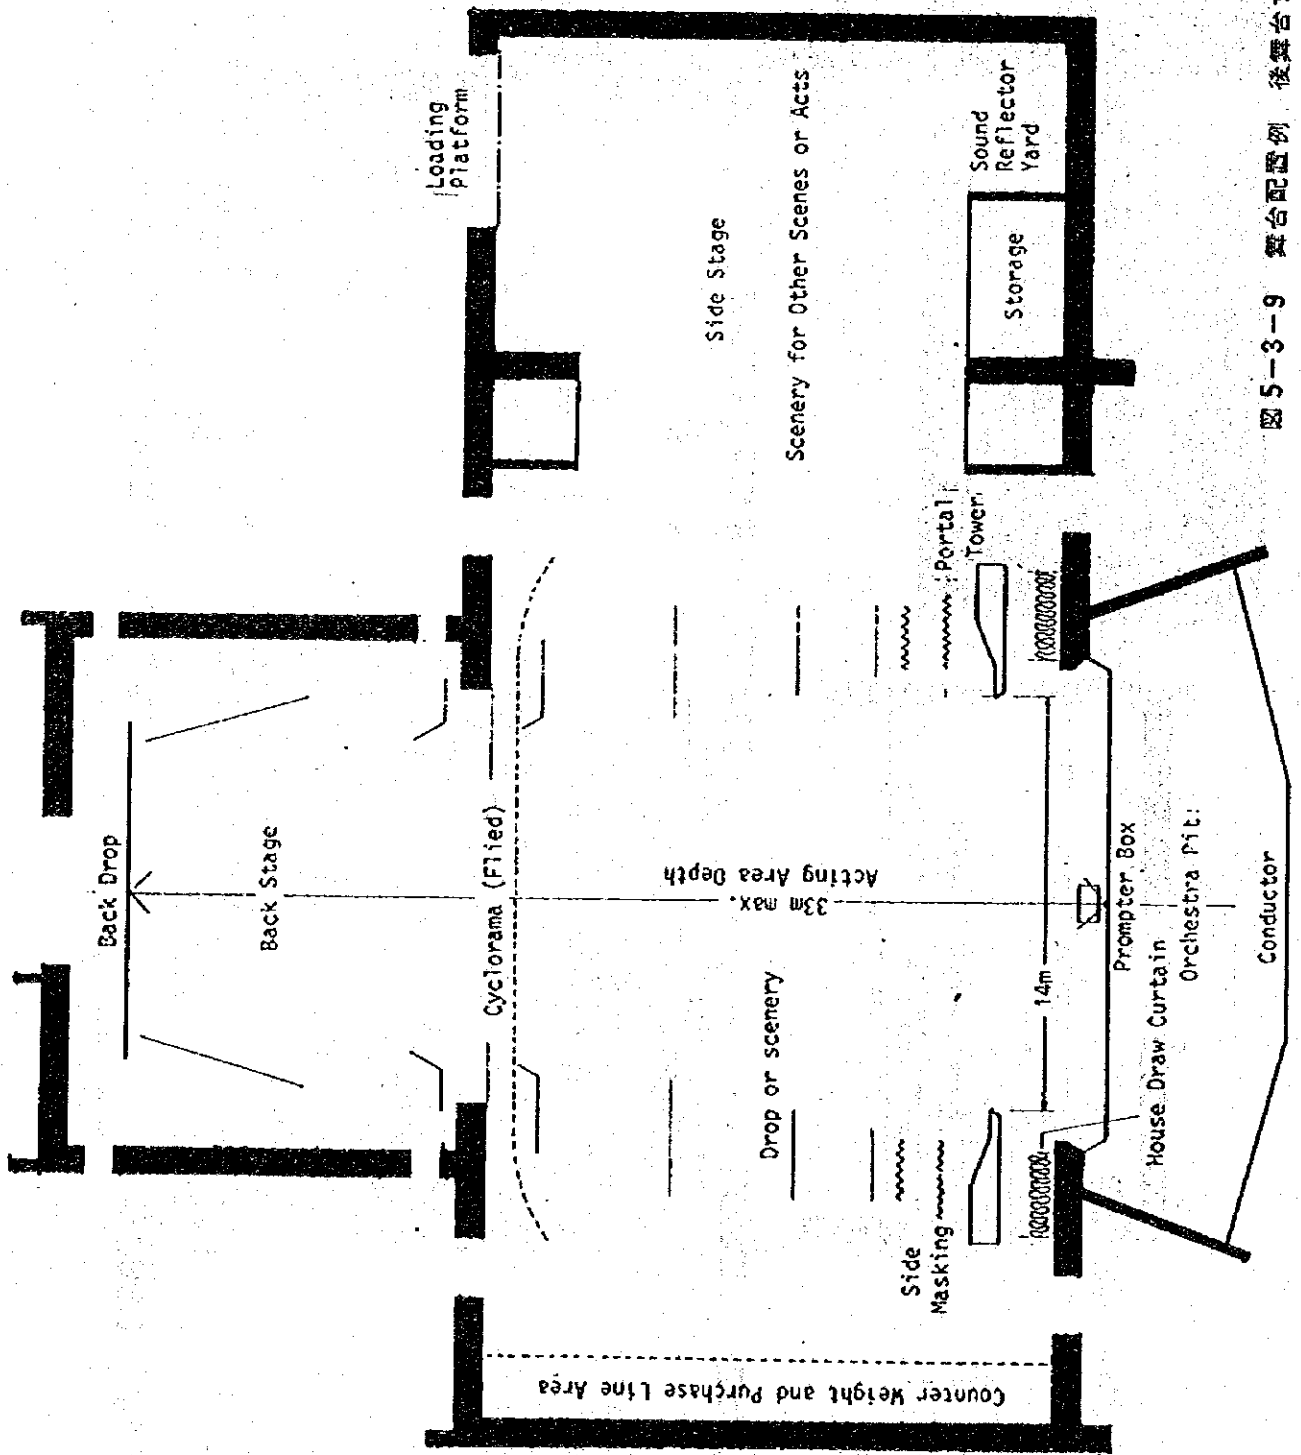 Back Drop
Back Stage
Loading
Platform
Cyclorama (Flied)
33m max.
Acting Area Depth
Side Stage
Scenery for Other Scenes or Acts
Drop or scenery
Side
Masking
Portal
Tower
Storage
Sound
Reflector
Yard
14m
Counter Weight and Purchase Line Area
House Draw Curtain
Prompter Box
Orchestra Pit:
Conductor
図5-3-9 舞台配置例 後舞台